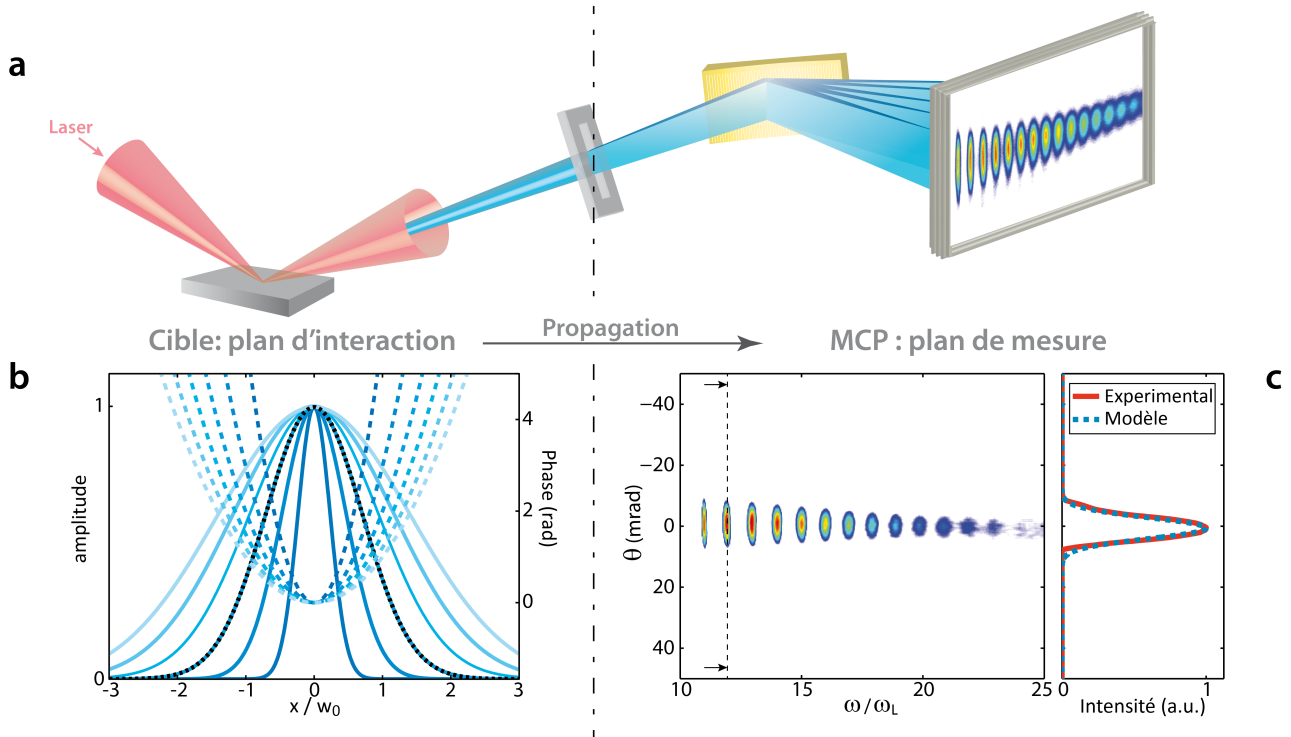 a
Laser
Cible: plan d'interaction
Propagation
MCP : plan de mesure
b
1
0
amplitude
-3 -2 -1 0 1 2 3
x / w0
4
2
0
Phase (rad)
c
−40
−20
0
20
40
θ (mrad)
10 15 20 25
ω/ωL
Experimental
Modèle
0 1
Intensité (a.u.)